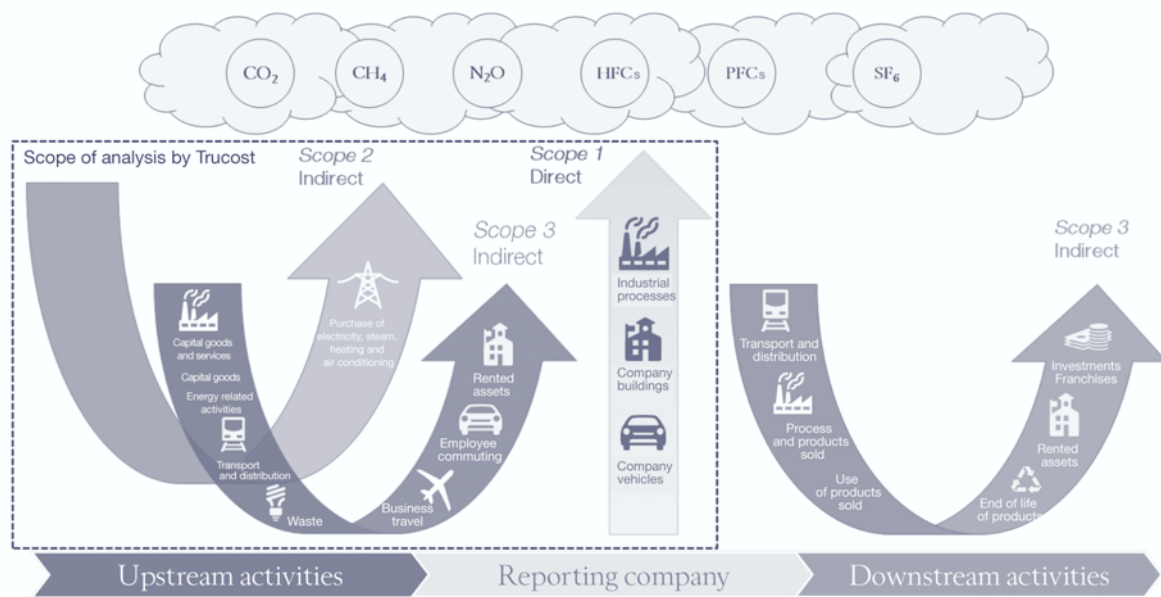 CO₂
CH₄
N₂O
HFCs
PFCs
SF₆
Scope of analysis by Trucost
Scope 2
Indirect
Scope 1
Direct
Scope 3
Indirect
Scope 3
Indirect
Purchase of
electricity, steam,
heating and
air conditioning
Capital goods
and services
Capital goods
Energy related
activities
Transport
and distribution
Waste
Business
travel
Employee
commuting
Rented
assets
Industrial
processes
Company
buildings
Company
vehicles
Transport and
distribution
Process
and products
sold
Use
of products
sold
End of life
of products
Rented
assets
Investments
Franchises
Upstream activities
Reporting company
Downstream activities